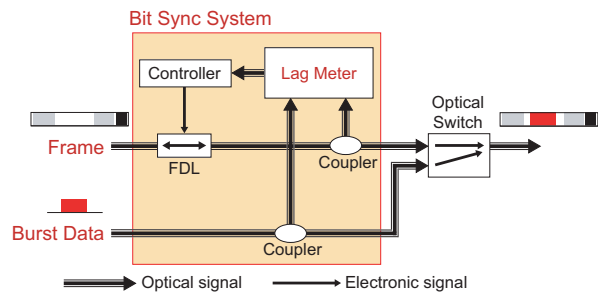 Bit Sync System
Controller
Lag Meter
Optical
Switch
Frame
FDL
Coupler
Burst Data
Coupler
Optical signal
Electronic signal